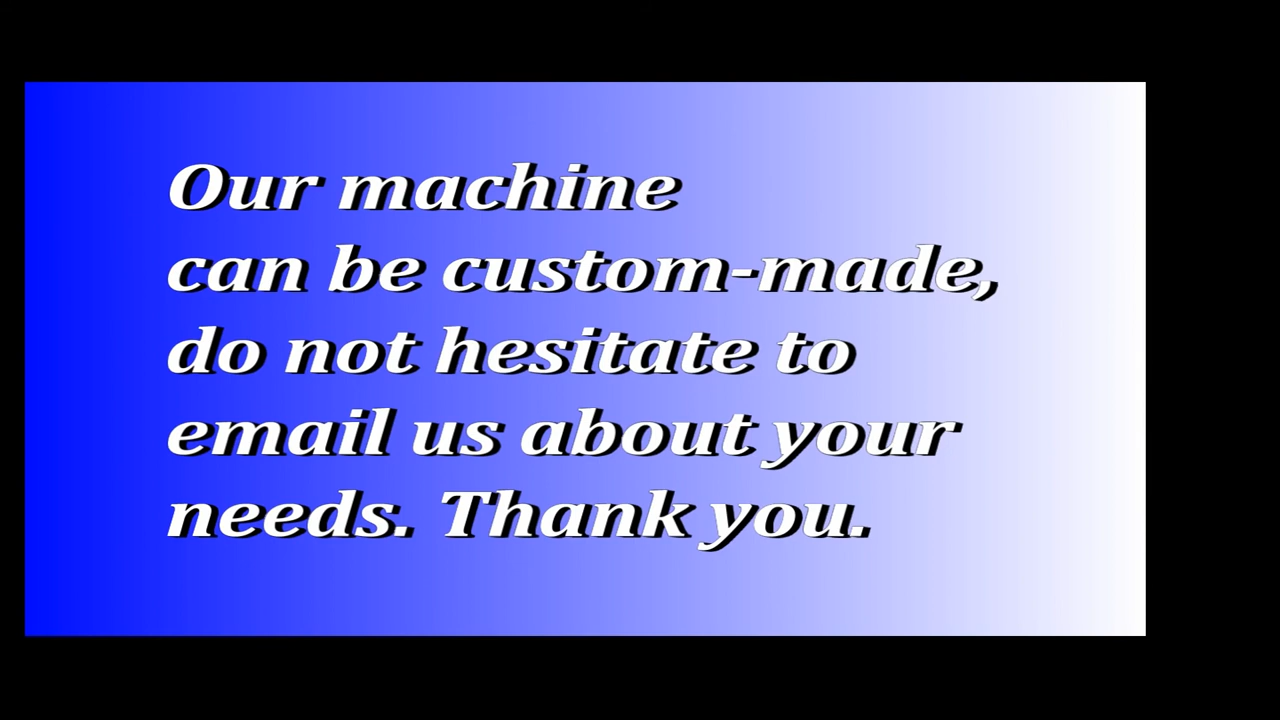 Our machine
can be custom-made,
do not hesitate to
email us about your
needs. Thank you.